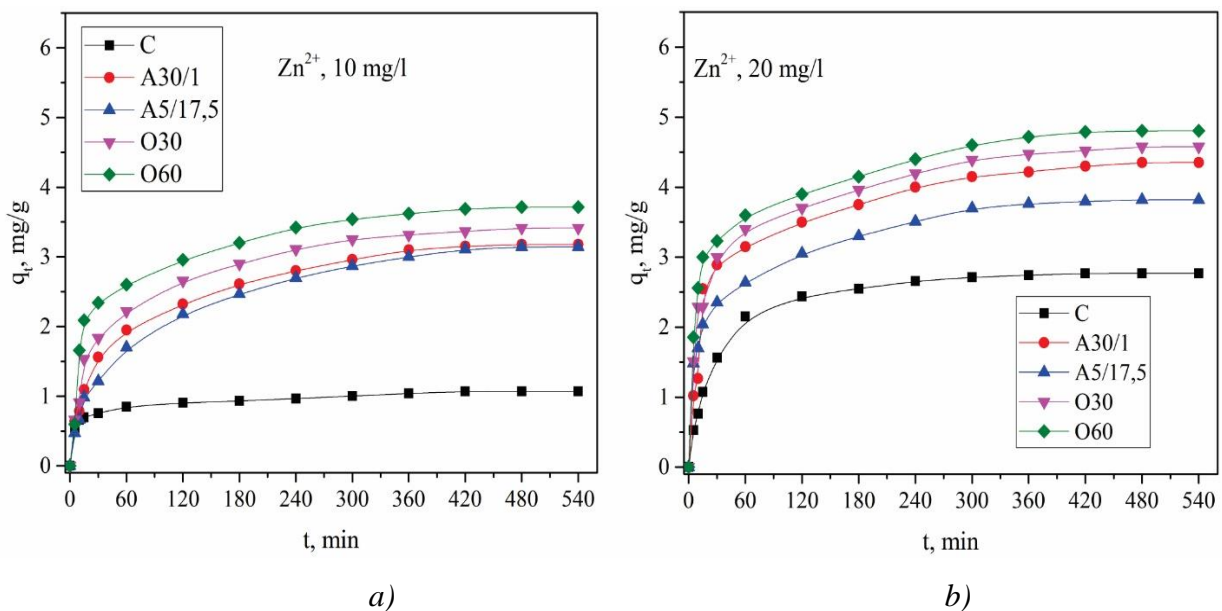 C
A30/1
A5/17,5
O30
O60
Zn²⁺, 10 mg/l
qₜ, mg/g
6
5
4
3
2
1
0
0 60 120 180 240 300 360 420 480 540
t, min
a)
Zn²⁺, 20 mg/l
qₜ, mg/g
6
5
4
3
2
1
0
C
A30/1
A5/17,5
O30
O60
0 60 120 180 240 300 360 420 480 540
t, min
b)